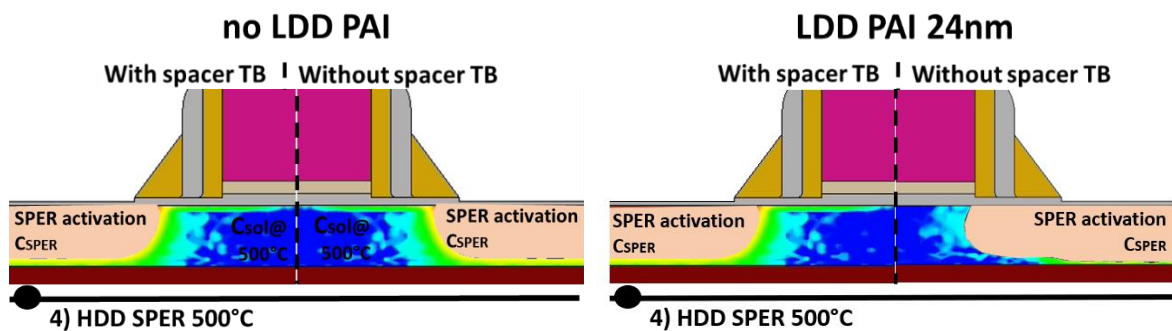 no LDD PAI
With spacer TB
Without spacer TB
SPER activation
CSPER
Csol@
500°C
Csol@
500°C
SPER activation
CSPER
4) HDD SPER 500°C
LDD PAI 24nm
With spacer TB
Without spacer TB
SPER activation
CSPER
SPER activation
CSPER
4) HDD SPER 500°C